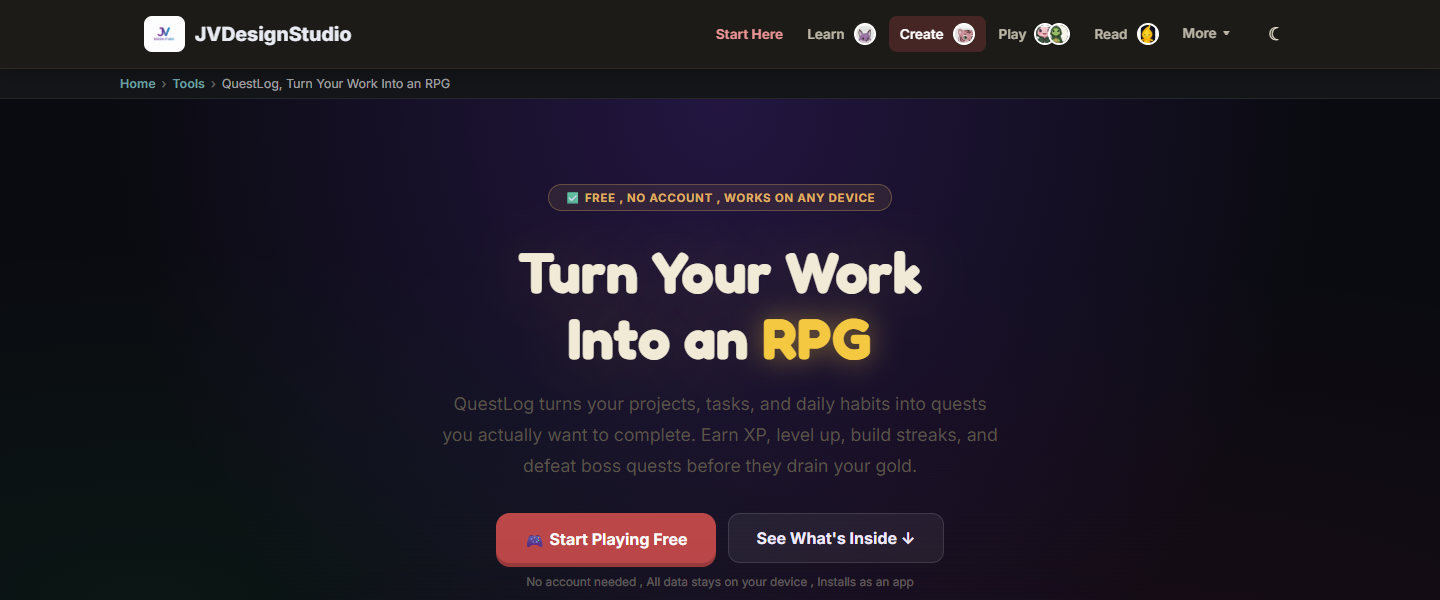 JV JVDesignStudio
Start Here Learn Create Play Read More
Home › Tools › QuestLog, Turn Your Work Into an RPG
FREE , NO ACCOUNT , WORKS ON ANY DEVICE
Turn Your Work
Into an RPG
QuestLog turns your projects, tasks, and daily habits into quests
you actually want to complete. Earn XP, level up, build streaks, and
defeat boss quests before they drain your gold.
Start Playing Free See What's Inside ↓
No account needed , All data stays on your device , Installs as an app